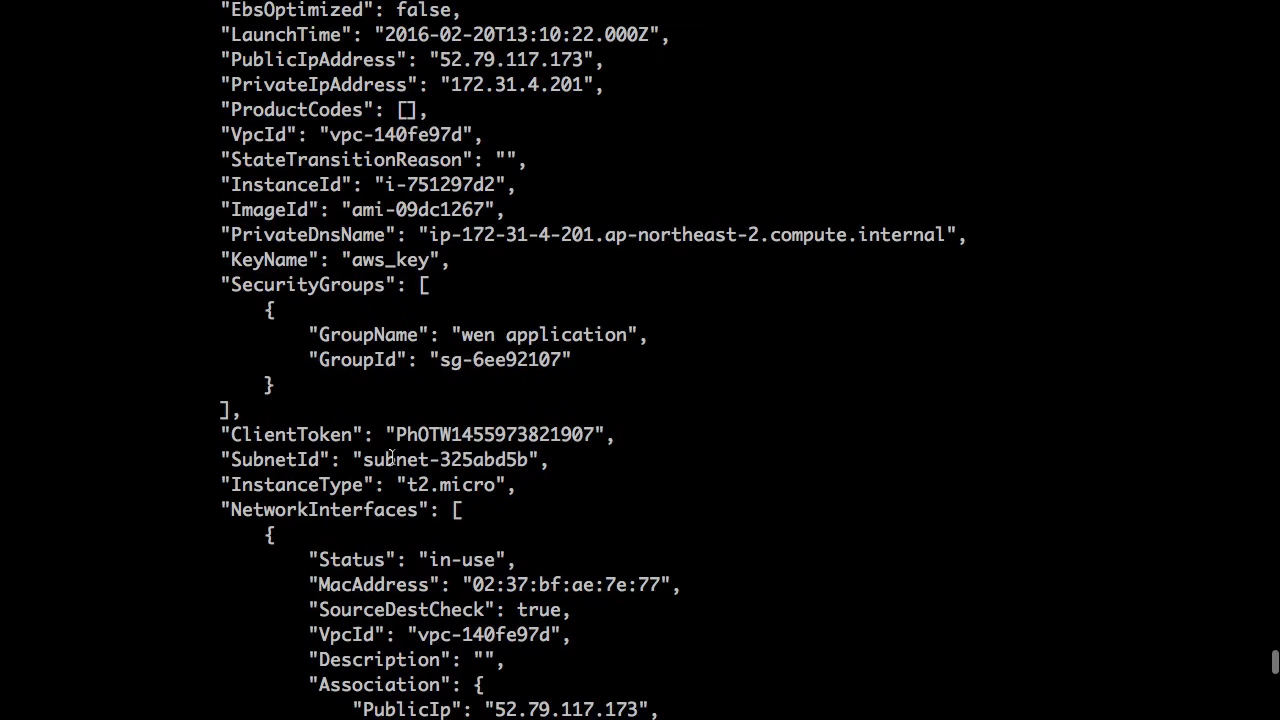 "EbsOptimized": false,
"LaunchTime": "2016-02-20T13:10:22.000Z",
"PublicIpAddress": "52.79.117.173",
"PrivateIpAddress": "172.31.4.201",
"ProductCodes": [],
"VpcId": "vpc-140fe97d",
"StateTransitionReason": "",
"InstanceId": "i-751297d2",
"ImageId": "ami-09dc1267",
"PrivateDnsName": "ip-172-31-4-201.ap-northeast-2.compute.internal",
"KeyName": "aws_key",
"SecurityGroups": [
{
"GroupName": "wen application",
"GroupId": "sg-6ee92107"
}
],
"ClientToken": "PhOTW1455973821907",
"SubnetId": "subnet-325abd5b",
"InstanceType": "t2.micro",
"NetworkInterfaces": [
{
"Status": "in-use",
"MacAddress": "02:37:bf:ae:7e:77",
"SourceDestCheck": true,
"VpcId": "vpc-140fe97d",
"Description": "",
"Association": {
"PublicIp": "52.79.117.173",